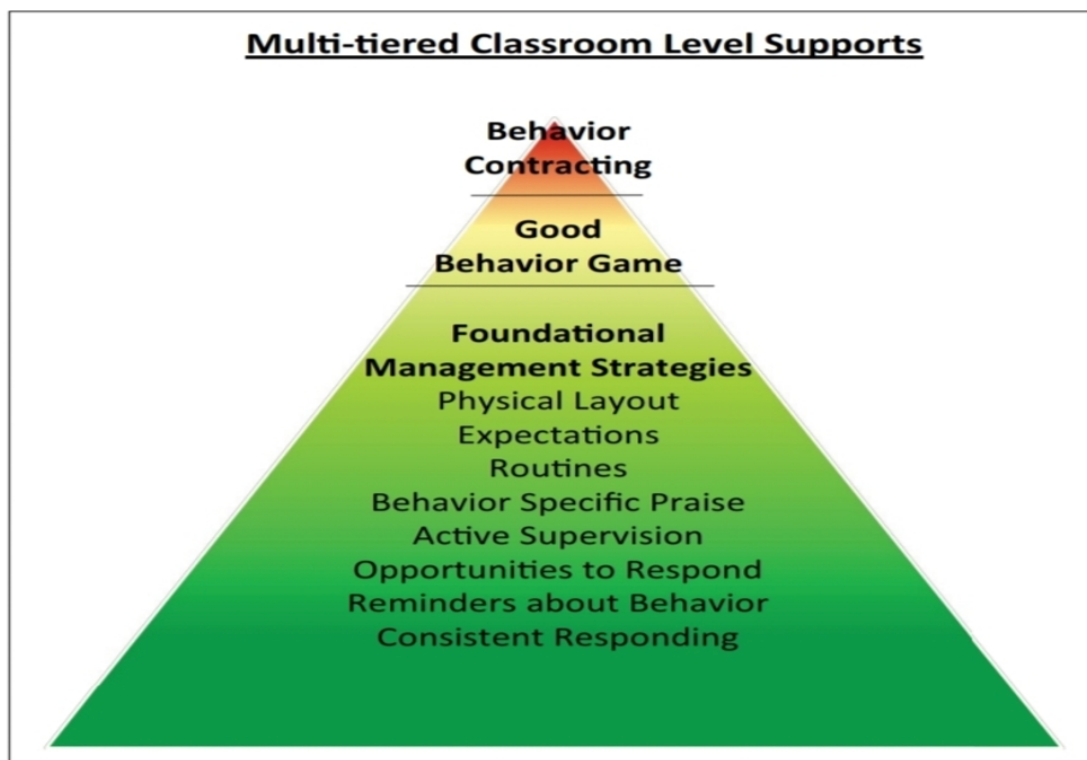 Multi-tiered Classroom Level Supports
Behavior
Contracting
Good
Behavior Game
Foundational
Management Strategies
Physical Layout
Expectations
Routines
Behavior Specific Praise
Active Supervision
Opportunities to Respond
Reminders about Behavior
Consistent Responding